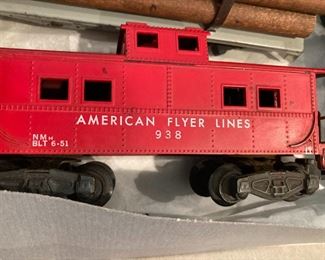 AMERICAN FLYER LINES
938
NMH
BLT 6-51